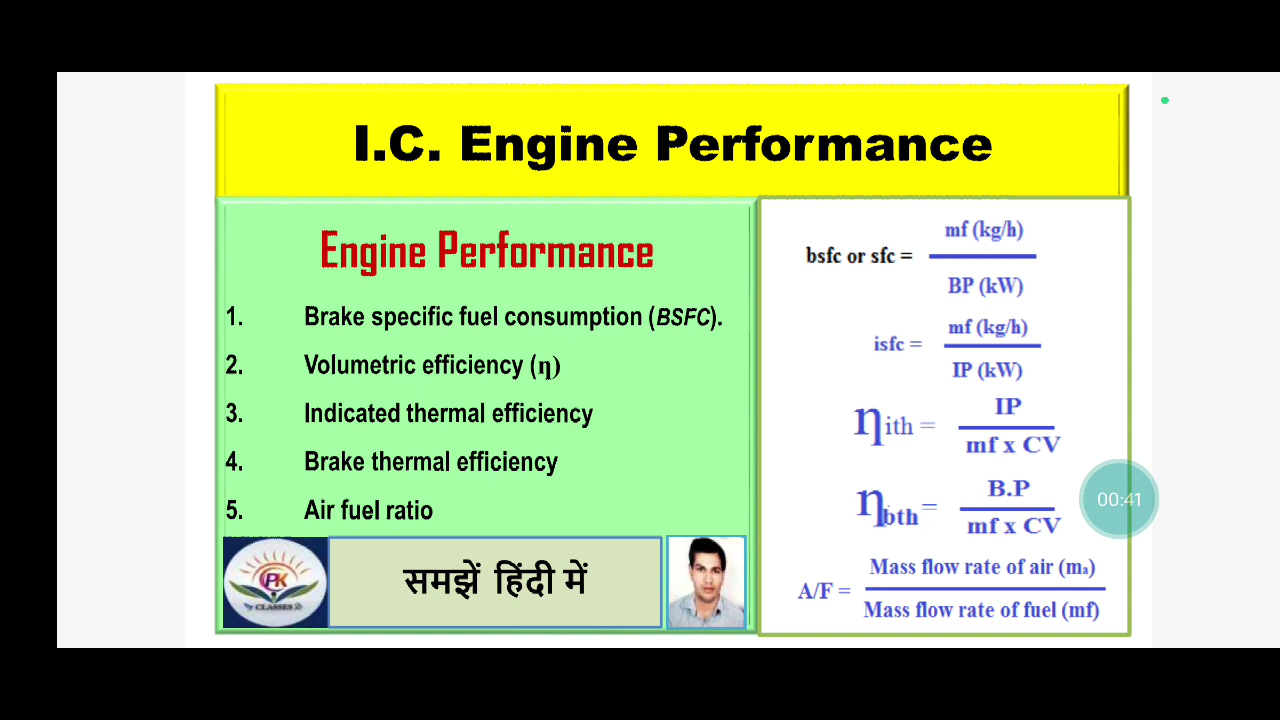 I.C. Engine Performance
Engine Performance
1. Brake specific fuel consumption (BSFC).
2. Volumetric efficiency (η)
3. Indicated thermal efficiency
4. Brake thermal efficiency
5. Air fuel ratio
PK
CLASSES
समझें हिंदी में
mf (kg/h)
bsfc or sfc =
BP (kW)
mf (kg/h)
isfc =
IP (kW)
IP
ηith =
mf x CV
B.P
ηbth =
mf x CV
Mass flow rate of air (ma)
A/F =
Mass flow rate of fuel (mf)
00:41